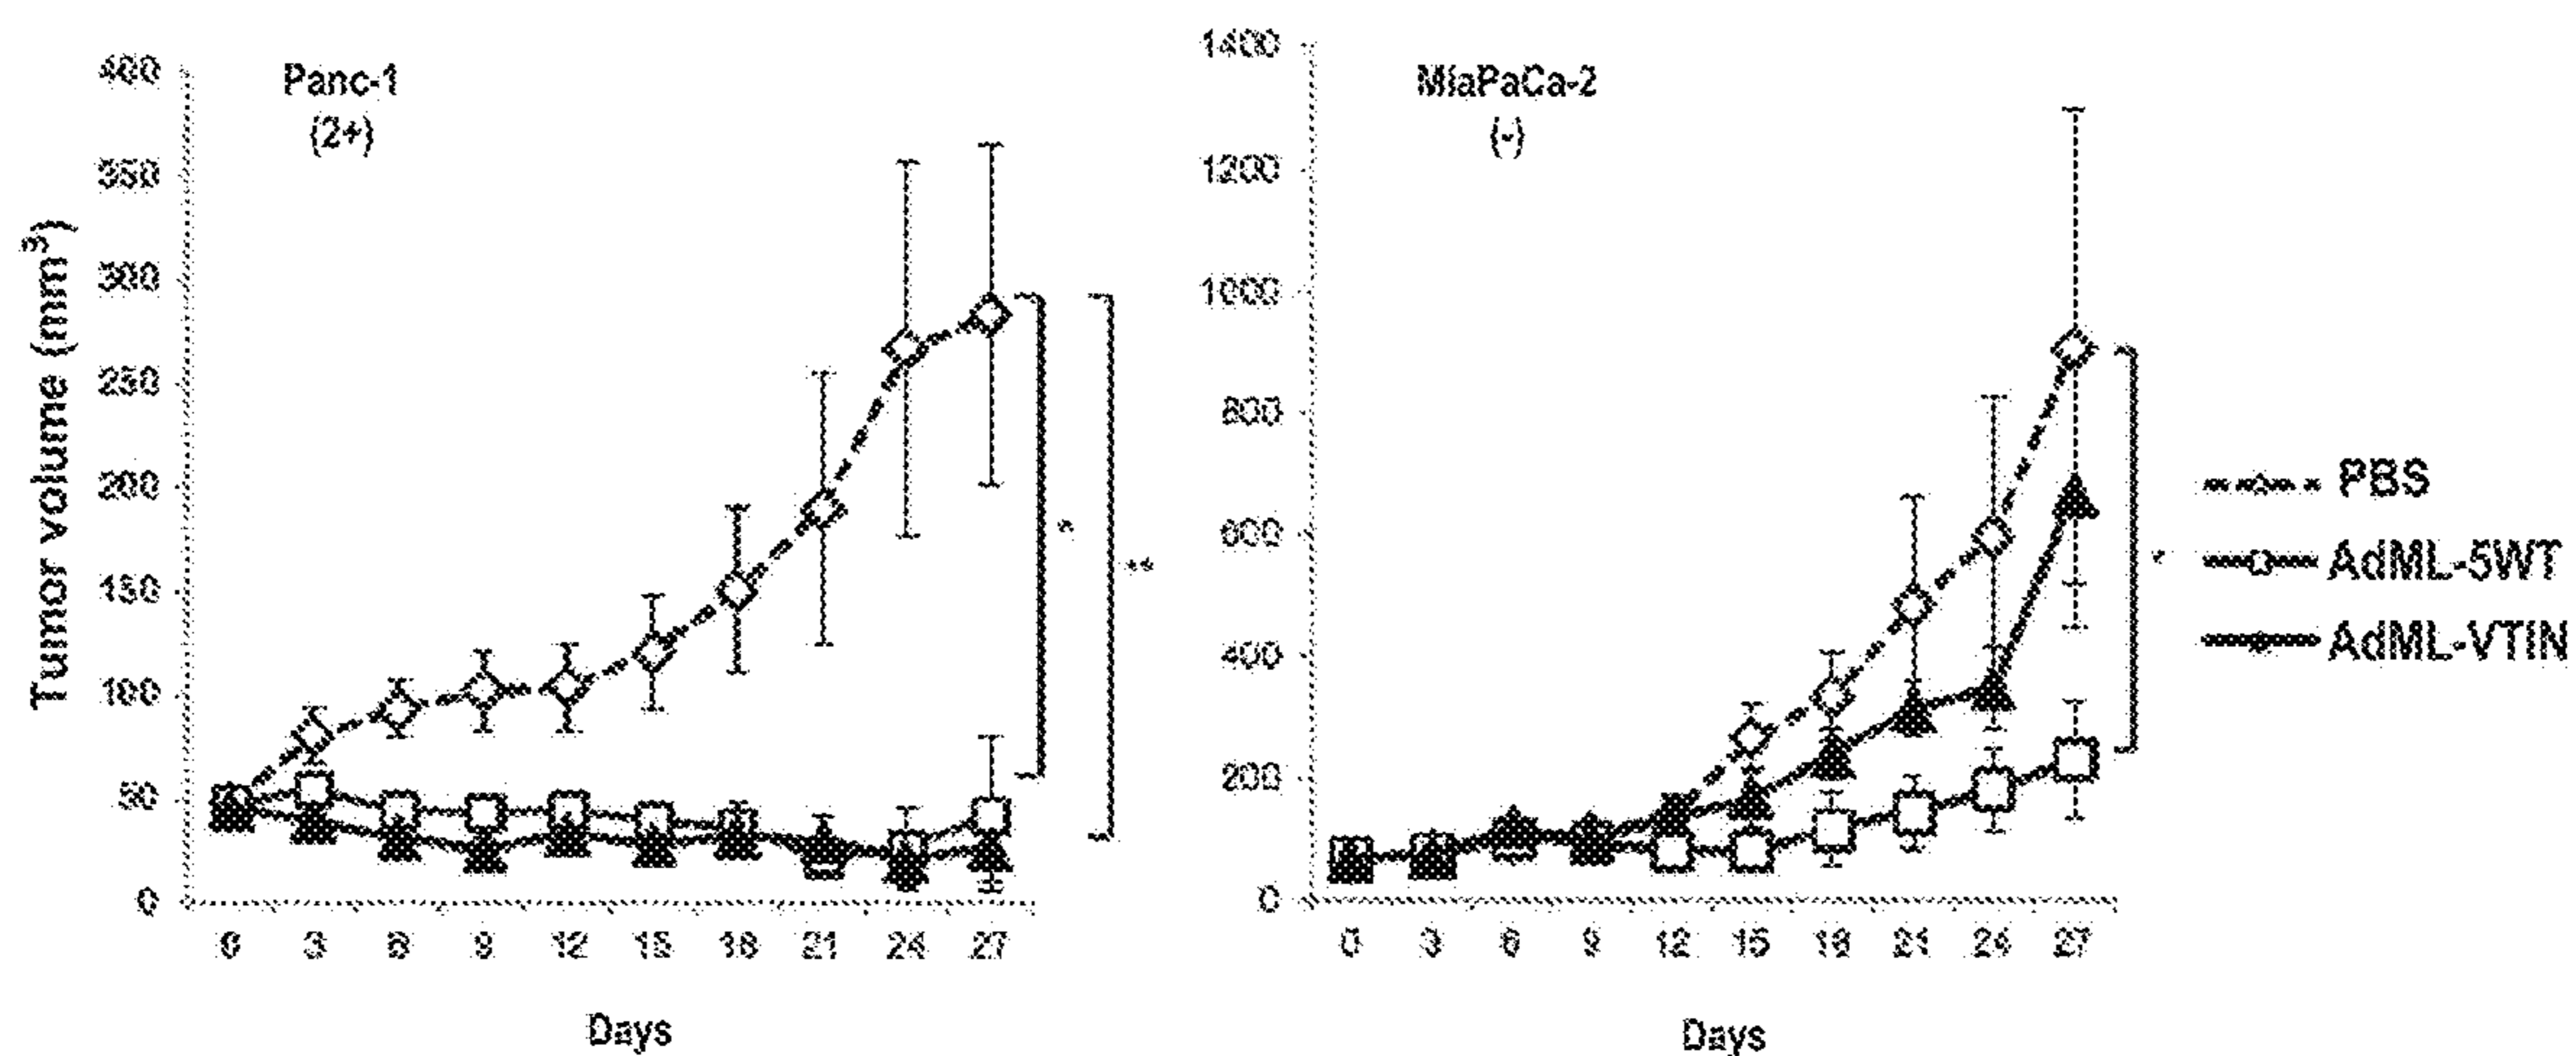 Panc-1
(2+)
Tumor volume (mm³)
400
350
300
250
200
150
100
50
0
0 3 6 9 12 15 18 21 24 27
Days
*
**
MiaPaCa-2
(-)
1400
1200
1000
800
600
400
200
0
0 3 6 9 12 15 18 21 24 27
Days
*
PBS
AdML-5WT
AdML-VTIN